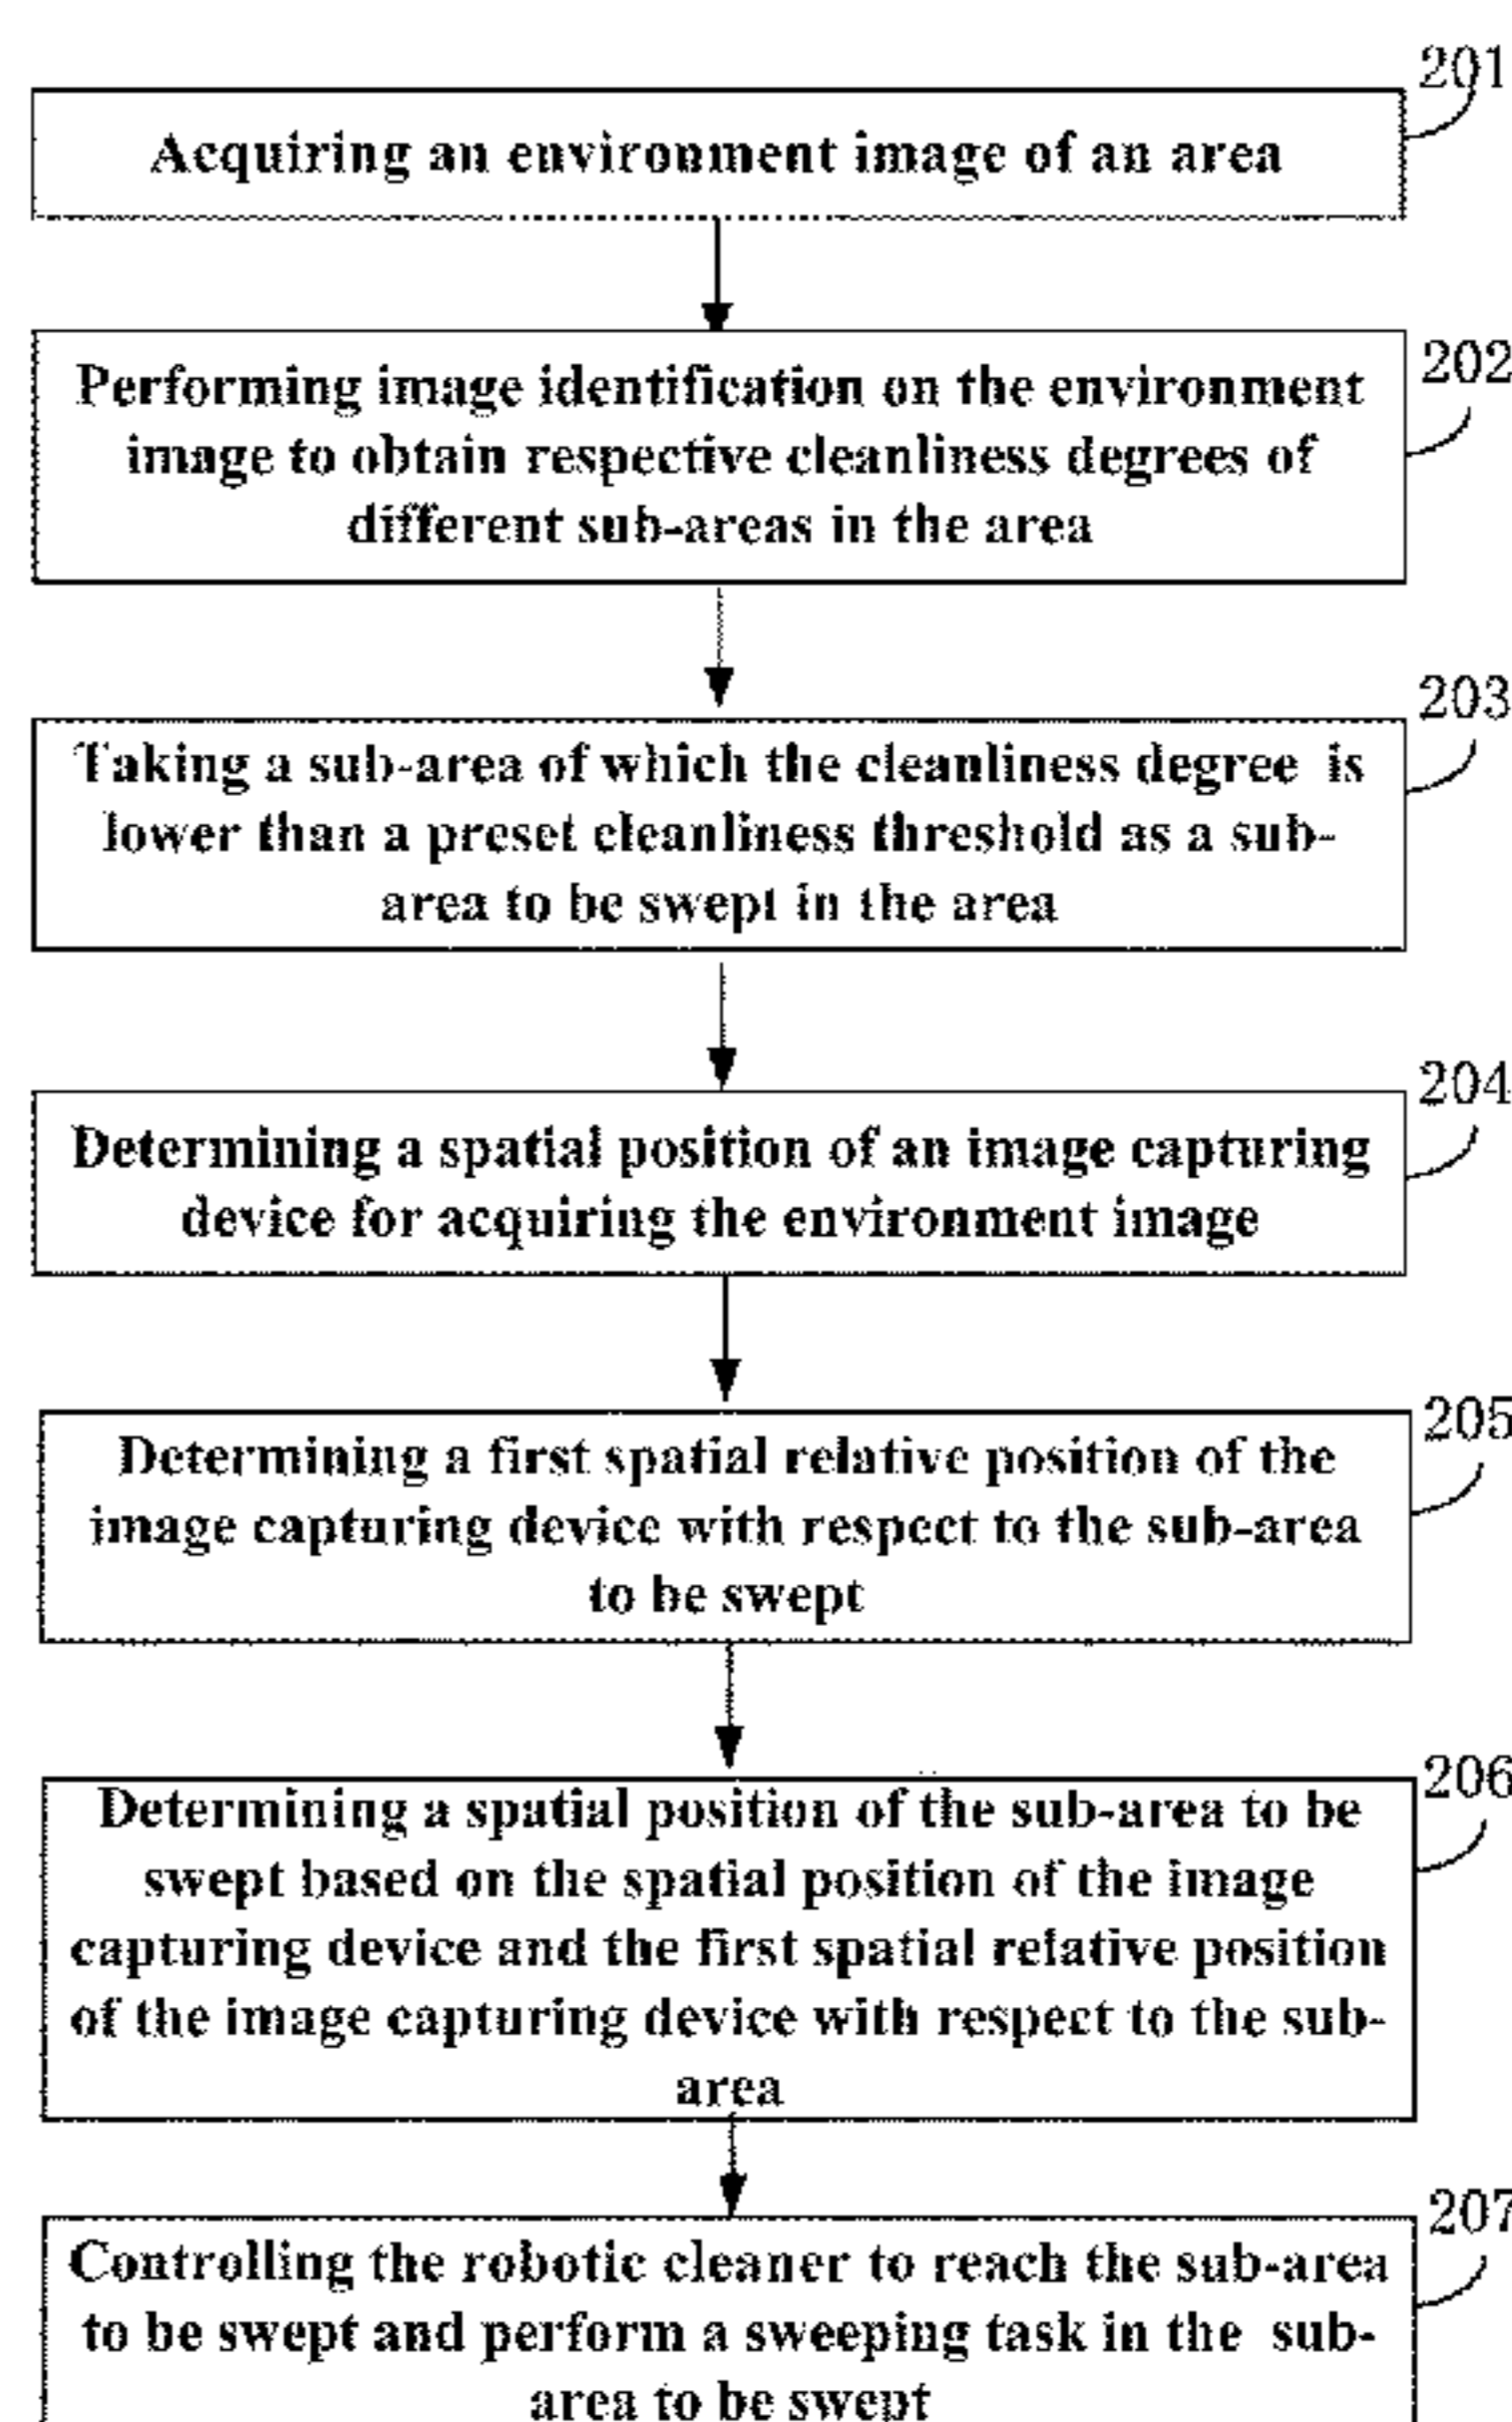 201
Acquiring an environment image of an area
202
Performing image identification on the environment
image to obtain respective cleanliness degrees of
different sub-areas in the area
203
Taking a sub-area of which the cleanliness degree is
lower than a preset cleanliness threshold as a sub-
area to be swept in the area
204
Determining a spatial position of an image capturing
device for acquiring the environment image
205
Determining a first spatial relative position of the
image capturing device with respect to the sub-area
to be swept
206
Determining a spatial position of the sub-area to be
swept based on the spatial position of the image
capturing device and the first spatial relative position
of the image capturing device with respect to the sub-
area
207
Controlling the robotic cleaner to reach the sub-area
to be swept and perform a sweeping task in the sub-
area to be swept